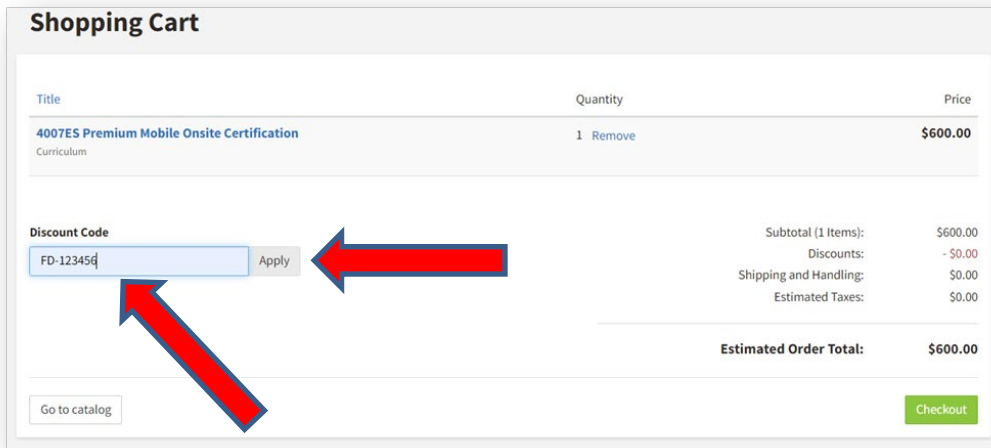 Shopping Cart
Title Quantity Price
4007ES Premium Mobile Onsite Certification 1 Remove $600.00
Curriculum
Discount Code
FD-123456 Apply
Subtotal (1 Items): $600.00
Discounts: - $0.00
Shipping and Handling: $0.00
Estimated Taxes: $0.00
Estimated Order Total: $600.00
Go to catalog Checkout